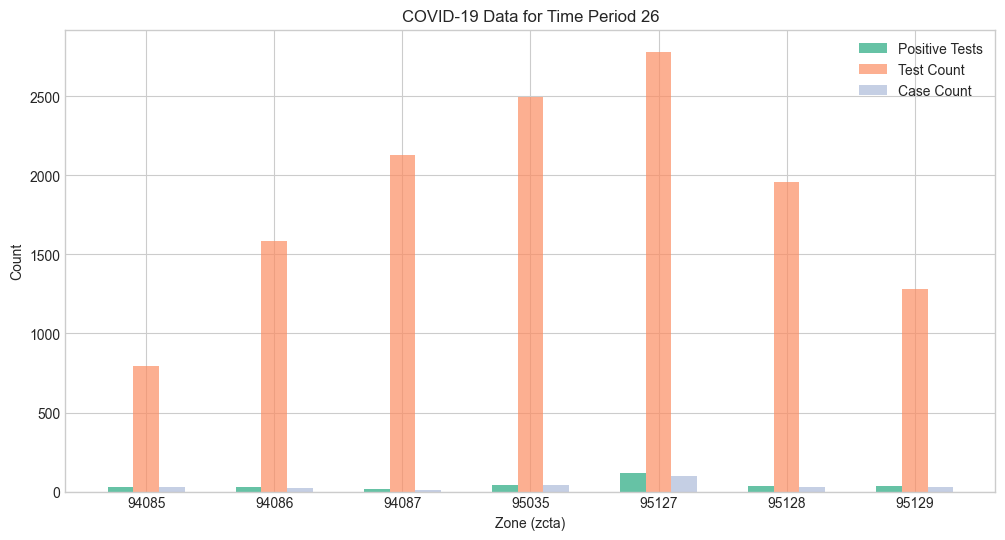 COVID-19 Data for Time Period 26
Positive Tests
Test Count
Case Count
Count
2500
2000
1500
1000
500
0
94085 94086 94087 95035 95127 95128 95129
Zone (zcta)